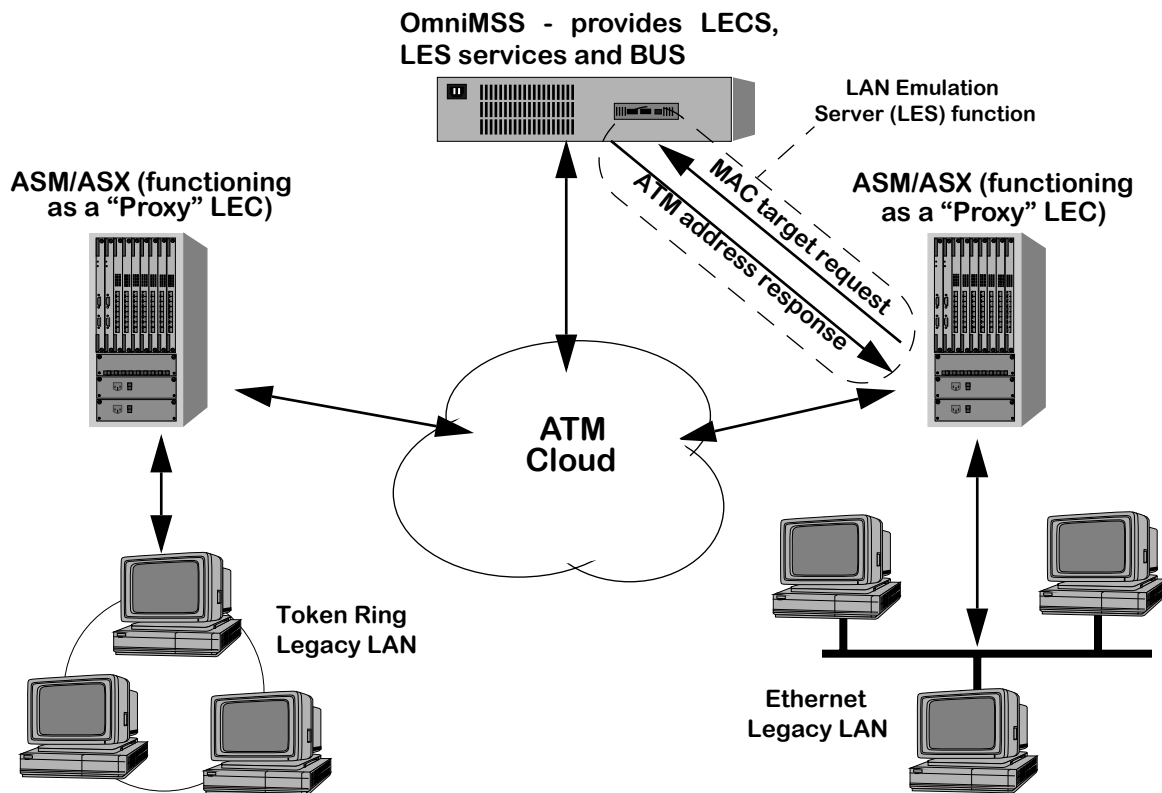 OmniMSS - provides LECS,
LES services and BUS
LAN Emulation
Server (LES) function
ASM/ASX (functioning
as a “Proxy” LEC)
MAC target request
ATM address response
ASM/ASX (functioning
as a “Proxy” LEC)
ATM
Cloud
Token Ring
Legacy LAN
Ethernet
Legacy LAN